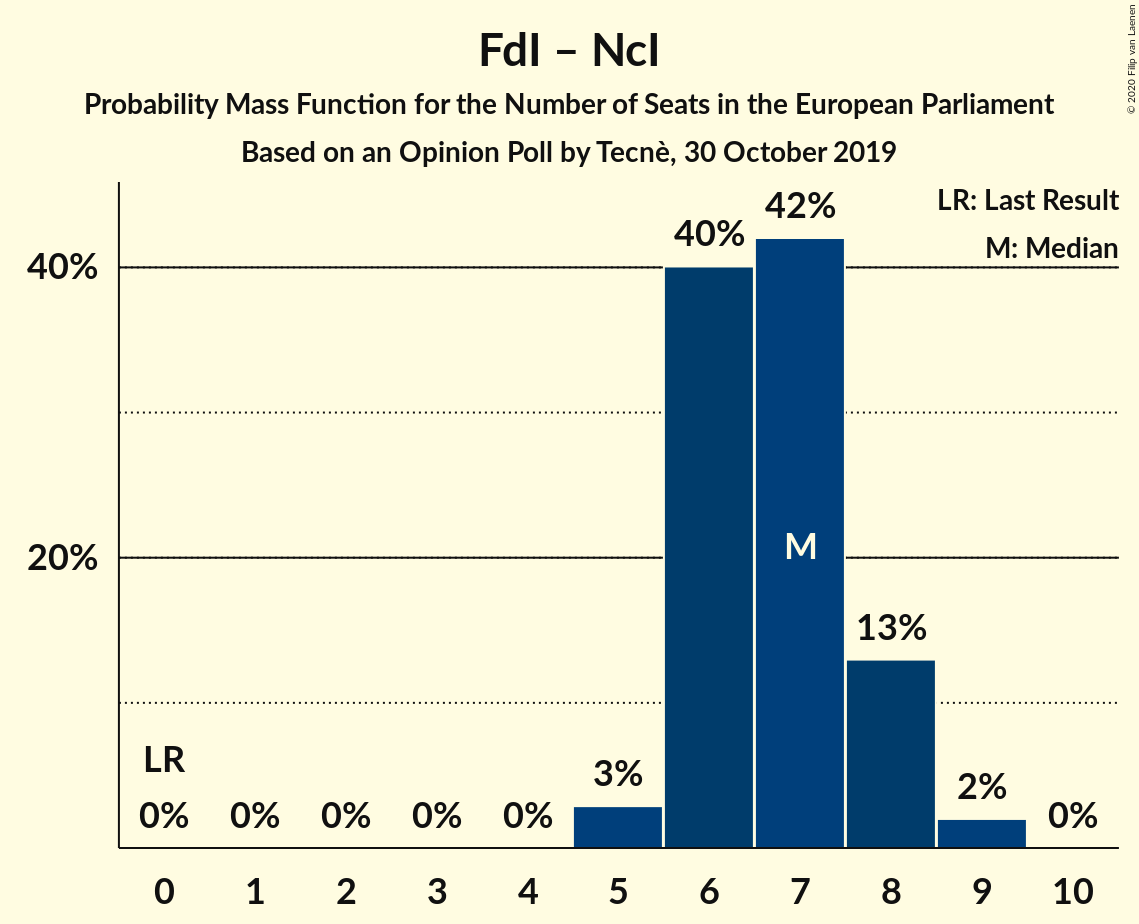 FdI – NcI
Probability Mass Function for the Number of Seats in the European Parliament
Based on an Opinion Poll by Tecnè, 30 October 2019
© 2020 Filip van Laenen
LR: Last Result
M: Median
40%
20%
LR
0%
0%
0%
0%
0%
3%
40%
42%
M
13%
2%
0%
0 1 2 3 4 5 6 7 8 9 10